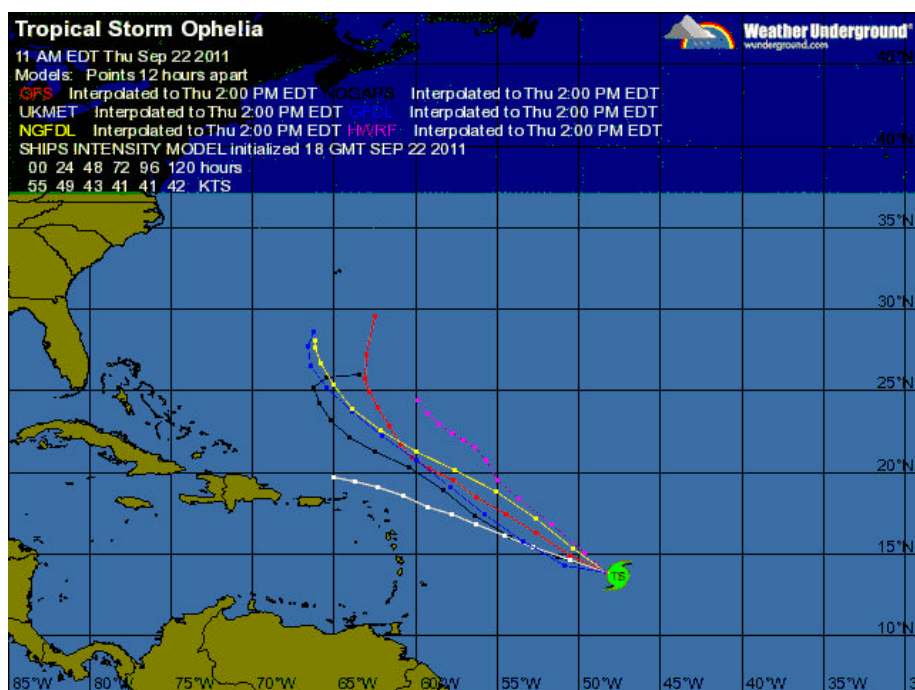 Tropical Storm Ophelia
Weather Underground®
wunderground.com
11 AM EDT Thu Sep 22 2011
Models: Points 12 hours apart
GFS Interpolated to Thu 2:00 PM EDT NOGAPS Interpolated to Thu 2:00 PM EDT
UKMET Interpolated to Thu 2:00 PM EDT GFDL Interpolated to Thu 2:00 PM EDT
NGFDL Interpolated to Thu 2:00 PM EDT HWRF Interpolated to Thu 2:00 PM EDT
SHIPS INTENSITY MODEL initialized 18 GMT SEP 22 2011
00 24 48 72 96 120 hours
55 49 43 41 41 42 KTS
45°N
40°N
35°N
30°N
25°N
20°N
15°N
TS
10°N
85°W 80°W 75°W 70°W 65°W 60°W 55°W 50°W 45°W 40°W 35°W 3